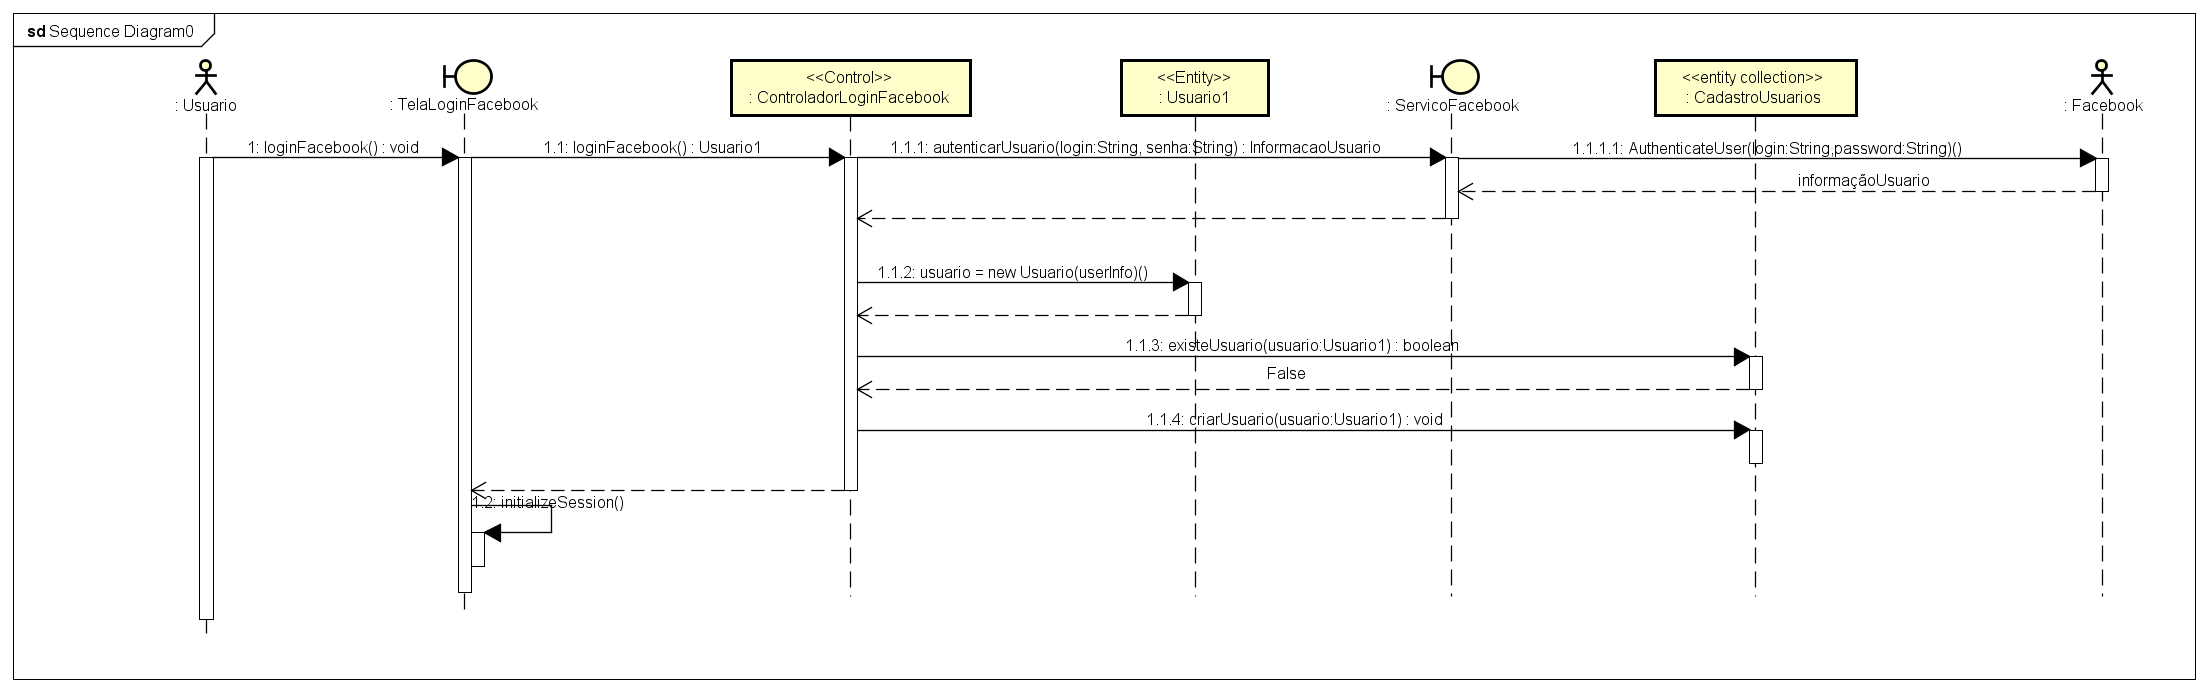 sd Sequence Diagram0
<<Control>>
<<Entity>>
<<entity collection>>
: Usuario
: TelaLoginFacebook
: ControladorLoginFacebook
: Usuario1
: ServicoFacebook
: CadastroUsuarios
: Facebook
1: loginFacebook() : void
1.1: loginFacebook() : Usuario1
1.1.1: autenticarUsuario(login:String, senha:String) : InformacaoUsuario
1.1.1.1: AuthenticateUser(login:String,password:String)()
informaçãoUsuario
1.1.2: usuario = new Usuario(userInfo)()
1.1.3: existeUsuario(usuario:Usuario1) : boolean
False
1.1.4: criarUsuario(usuario:Usuario1) : void
1.2: initializeSession()